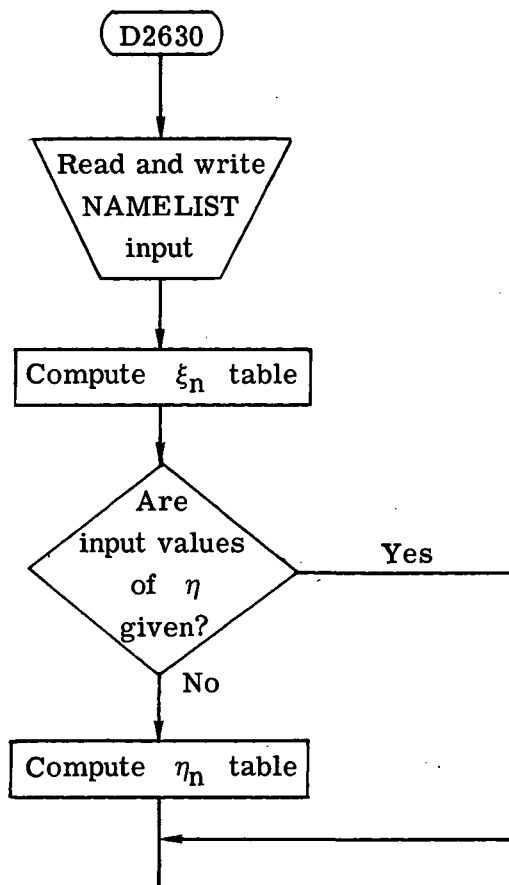 D2630
Read and write
NAMELIST
input
Compute ξn table
Are
input values
of η
given?
Yes
No
Compute ηn table